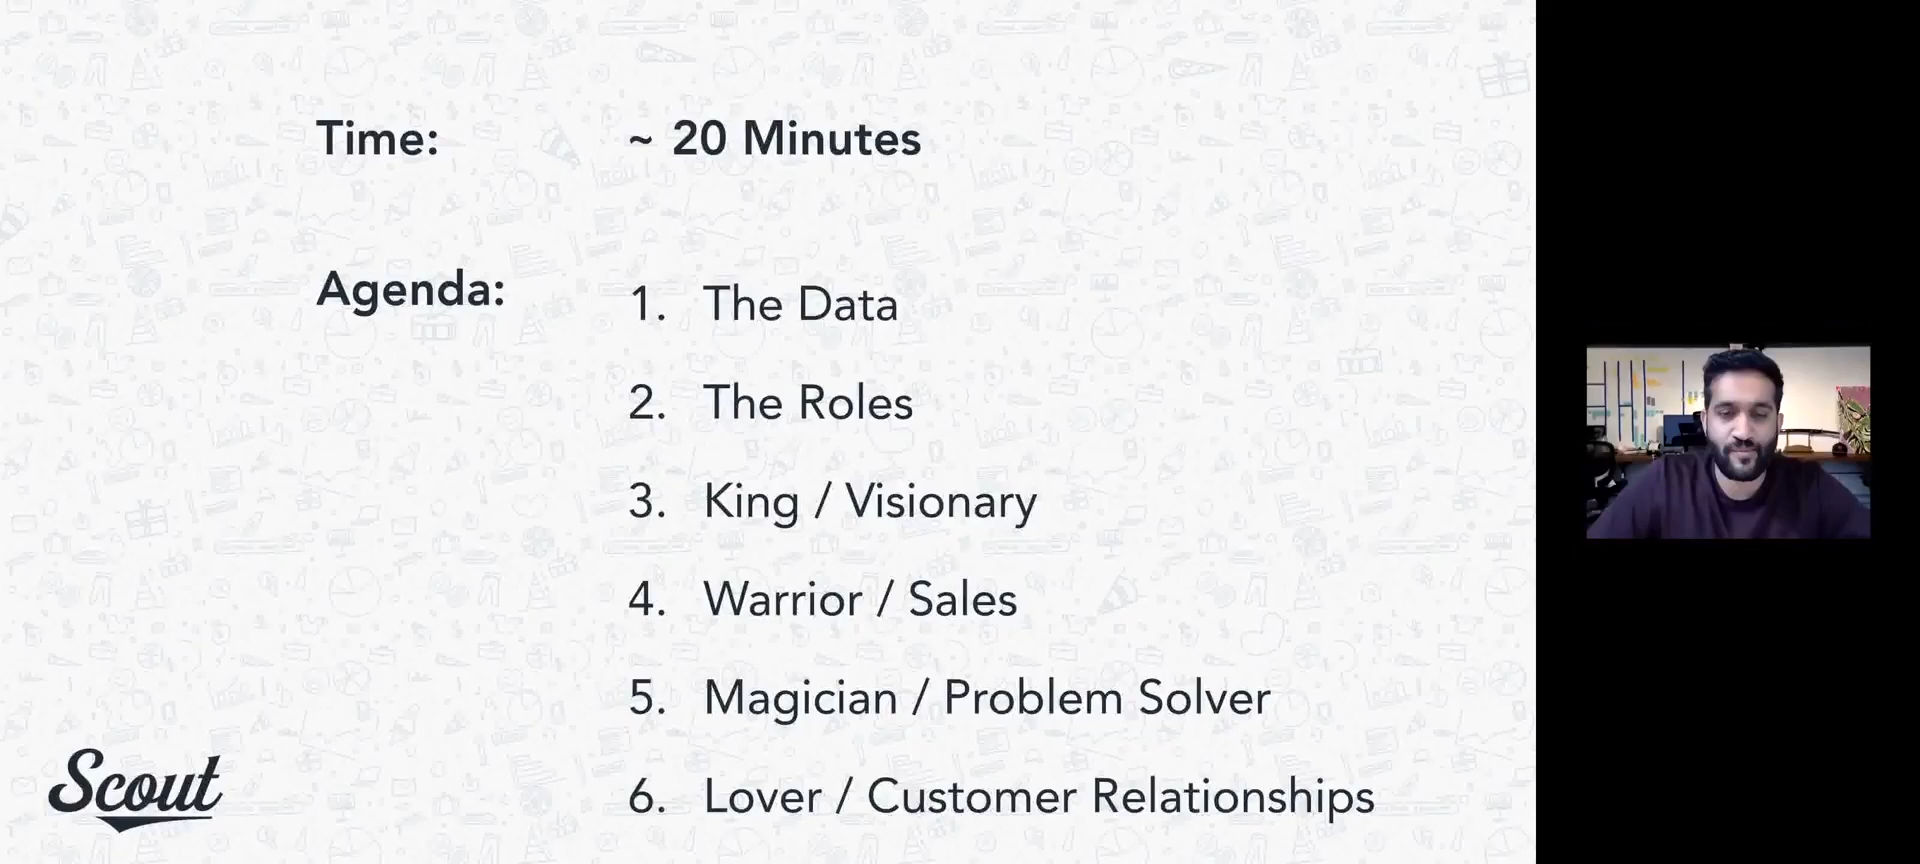 Time: ~ 20 Minutes
Agenda:
1. The Data
2. The Roles
3. King / Visionary
4. Warrior / Sales
5. Magician / Problem Solver
6. Lover / Customer Relationships
Scout